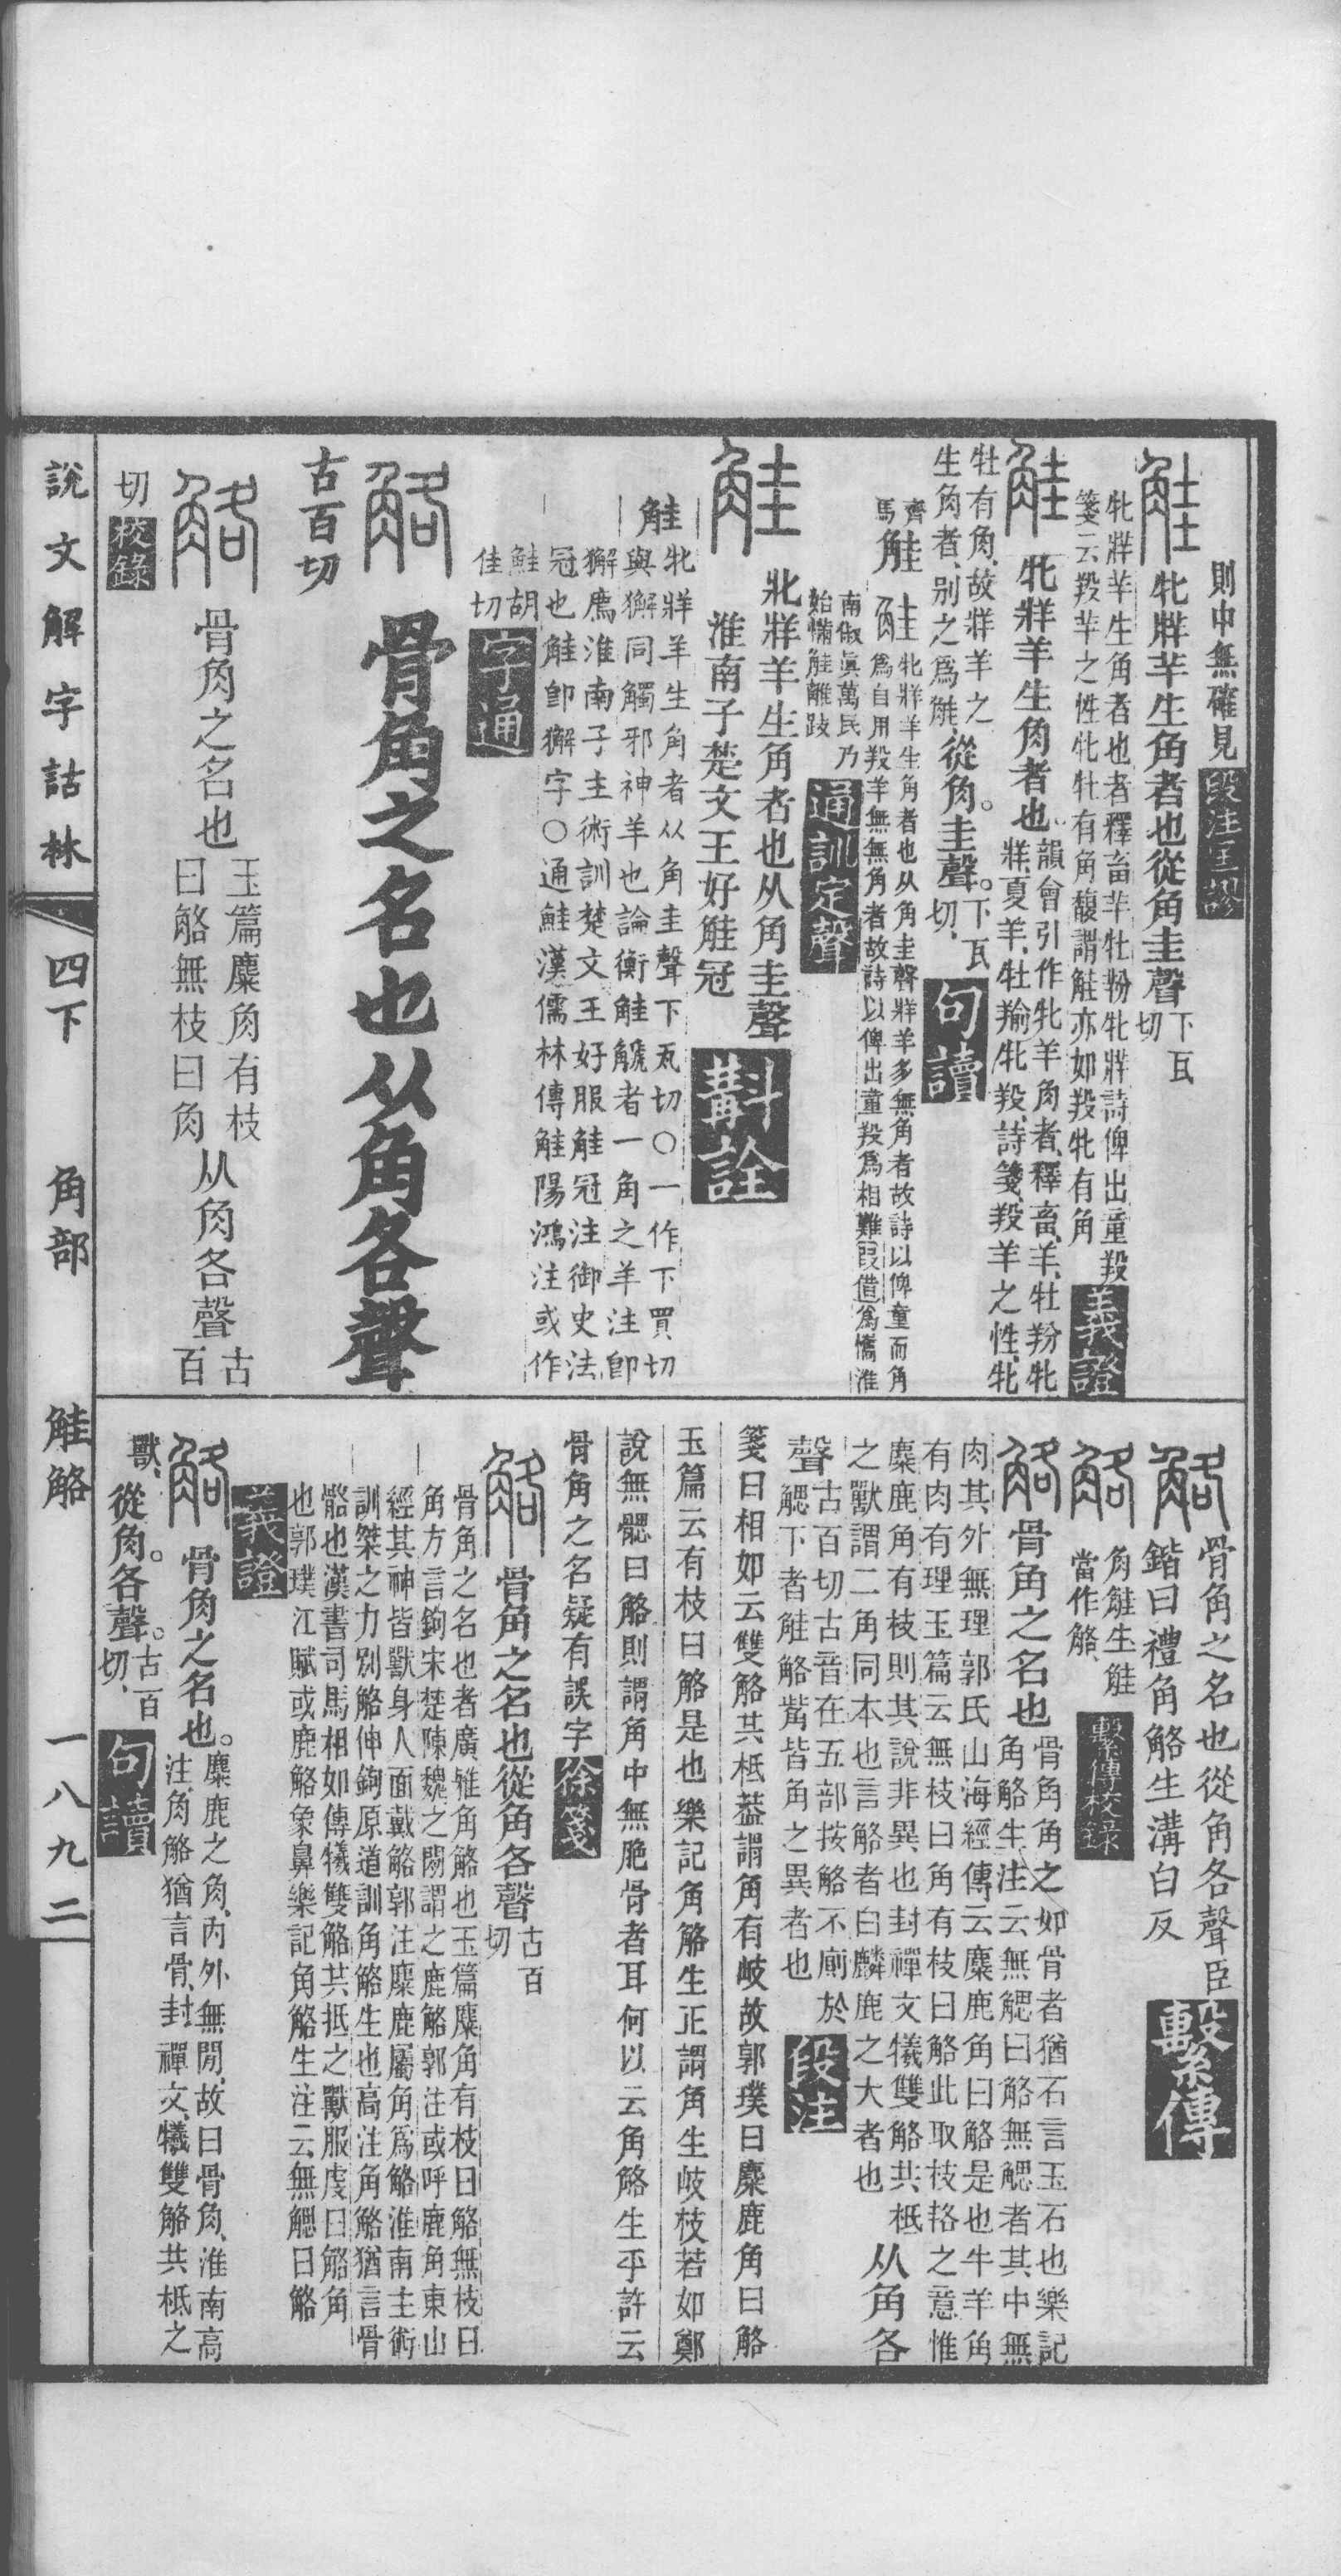 則中無確見段注匡謬
觟牝牂羊生角者也從角圭聲下瓦
切
牝牂羊生角者也者釋畜羊牡羒牝牂詩俾出童羖
箋云羖羊之性牝牡有角馥謂觟亦如羖牝有角義證
觟牝牂羊生角者也韻會引作牝羊角者釋畜羊牡羒牝
牂夏羊牡羭牝羖詩箋羖羊之性牝
牡有角故牂羊之
生角者別之爲觟從角圭聲下瓦
切句讀
觟牝牂羊生角者也从角圭聲牂羊多無角者故詩以俾童而角
爲自用羖羊無無角者故詩以俾出童羖爲相難叚借爲懏淮
南俶眞萬民乃
始慲觟離跂通訓定聲
齊
馬觟
觟牝牂羊生角者也从角圭聲
淮南子楚文王好觟冠斠詮
觟牝牂羊生角者从角圭聲下瓦切〇一作下買切
與獬同觸邪神羊也論衡觟𧣾者一角之羊注卽
獬廌淮南子主術訓楚文王好服觟冠注御史法
冠也觟卽獬字〇通鮭漢儒林傳觟陽鴻注或作
鮭胡
佳切字通
觡骨角之名也从角各聲
古百切
觡骨角之名也玉篇麋角有枝
曰觡無枝曰角从角各聲古
百
切校錄
觡骨角之名也從角各聲臣
鍇曰禮角觡生溝白反繫傳
觡角觟生觟
當作觡繫傳校錄
觡骨角之名也骨角角之如骨者猶石言玉石也樂記
角觡生注云無䚡曰觡無䚡者其中無
肉其外無理郭氏山海經傳云麋鹿角曰觡是也牛羊角
有肉有理玉篇云無枝曰角有枝曰觡此取枝挌之意惟
麋鹿角有枝則其說非異也封禪文犧雙觡共柢
之獸謂二角同本也言觡者白麟鹿之大者也从角各
聲古百切古音在五部按觡不廁於
䚡下者觟觡觜皆角之異者也段注
箋曰相如云雙觡共柢葢謂角有岐故郭璞曰麋鹿角曰觡
玉篇云有枝曰觡是也樂記角觡生正謂角生岐枝若如鄭
說無䚡曰觡則謂角中無脃骨者耳何以云角觡生乎許云
骨角之名疑有誤字徐箋
觡骨角之名也從角各聲古百
切
骨角之名也者廣雅角觡也玉篇麋角有枝曰觡無枝曰
角方言鉤宋楚陳魏之閒謂之鹿觡郭注或呼鹿角東山
經其神皆獸身人面戴觡郭注麋鹿屬角爲觡淮南主術
訓桀之力別觡伸鉤原道訓角觡生也高注角觡猶言骨
骼也漢書司馬相如傳犧雙觡共抵之獸服虔曰觡角
也郭璞江賦或鹿觡象鼻樂記角觡生注云無䚡曰觡
義證
觡骨角之名也麋鹿之角內外無閒故曰骨角淮南高
注角觡猶言骨封禪文犧雙觡共柢之
獸從角各聲古百
切句讀
說文解字詁林
四下
角部
觟觡
一八九二